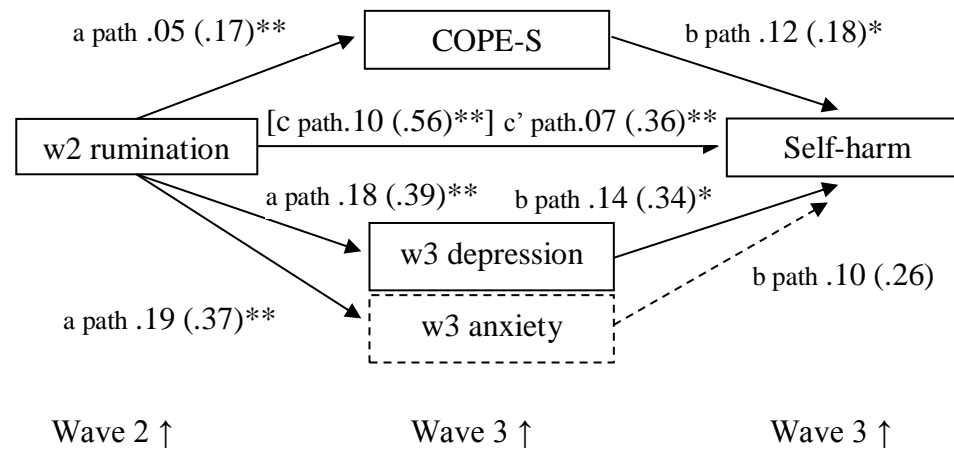 a path .05 (.17)**
COPE-S
b path .12 (.18)*
w2 rumination
[c path.10 (.56)**] c’ path.07 (.36)**
Self-harm
a path .18 (.39)**
b path .14 (.34)*
w3 depression
b path .10 (.26)
a path .19 (.37)**
w3 anxiety
Wave 2 ↑
Wave 3 ↑
Wave 3 ↑